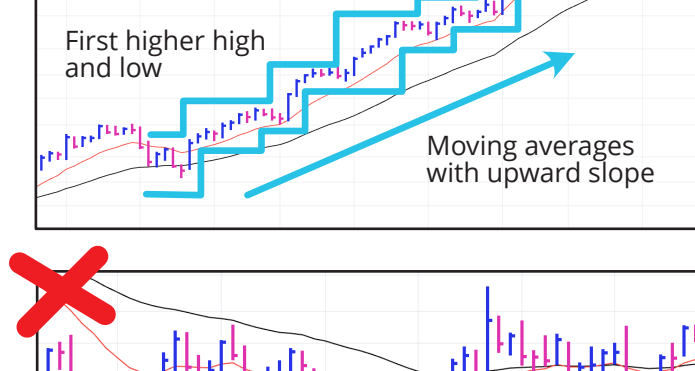 First higher high
and low
Moving averages
with upward slope